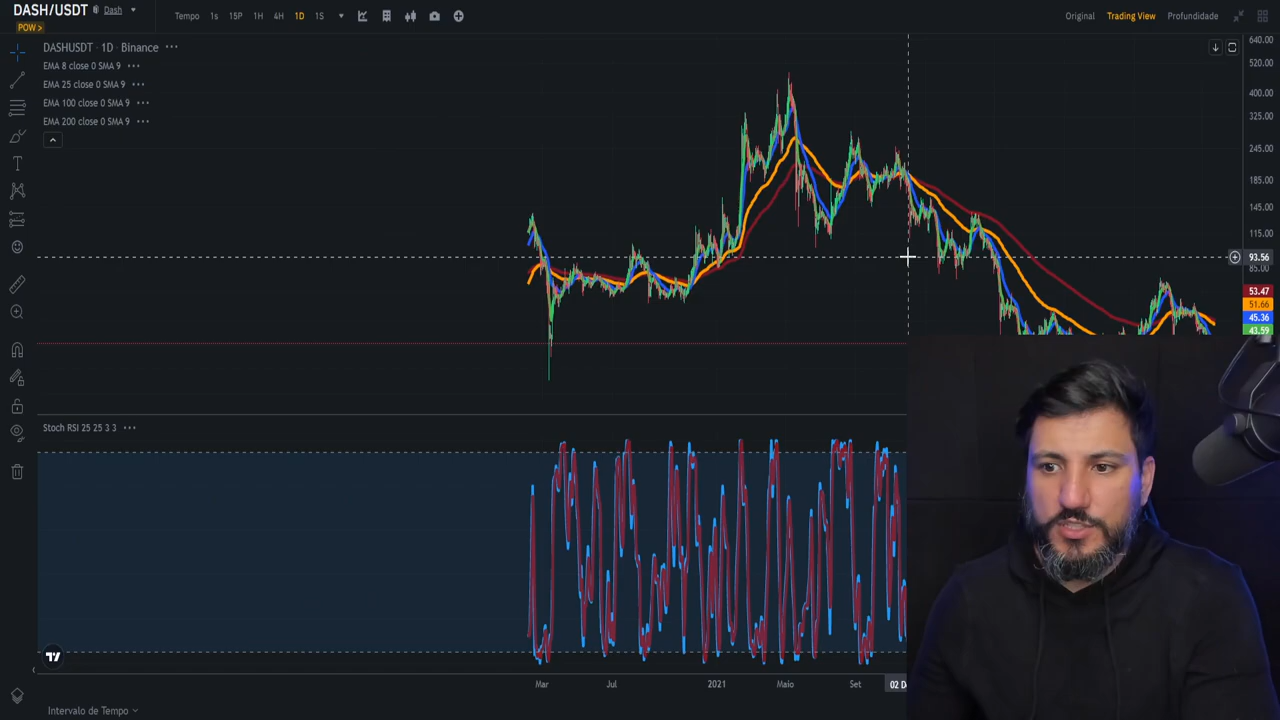 DASH/USDT Dash
POW >
Tempo 1s 15P 1H 4H 1D 1S
Original Trading View Profundidade
DASHUSDT · 1D · Binance
EMA 8 close 0 SMA 9
EMA 25 close 0 SMA 9
EMA 100 close 0 SMA 9
EMA 200 close 0 SMA 9
640.00
520.00
400.00
325.00
245.00
185.00
145.00
115.00
93.56
85.00
53.47
51.66
45.36
43.59
Stoch RSI 25 25 3 3
Mar Jul 2021 Maio Set 02 D
Intervalo de Tempo